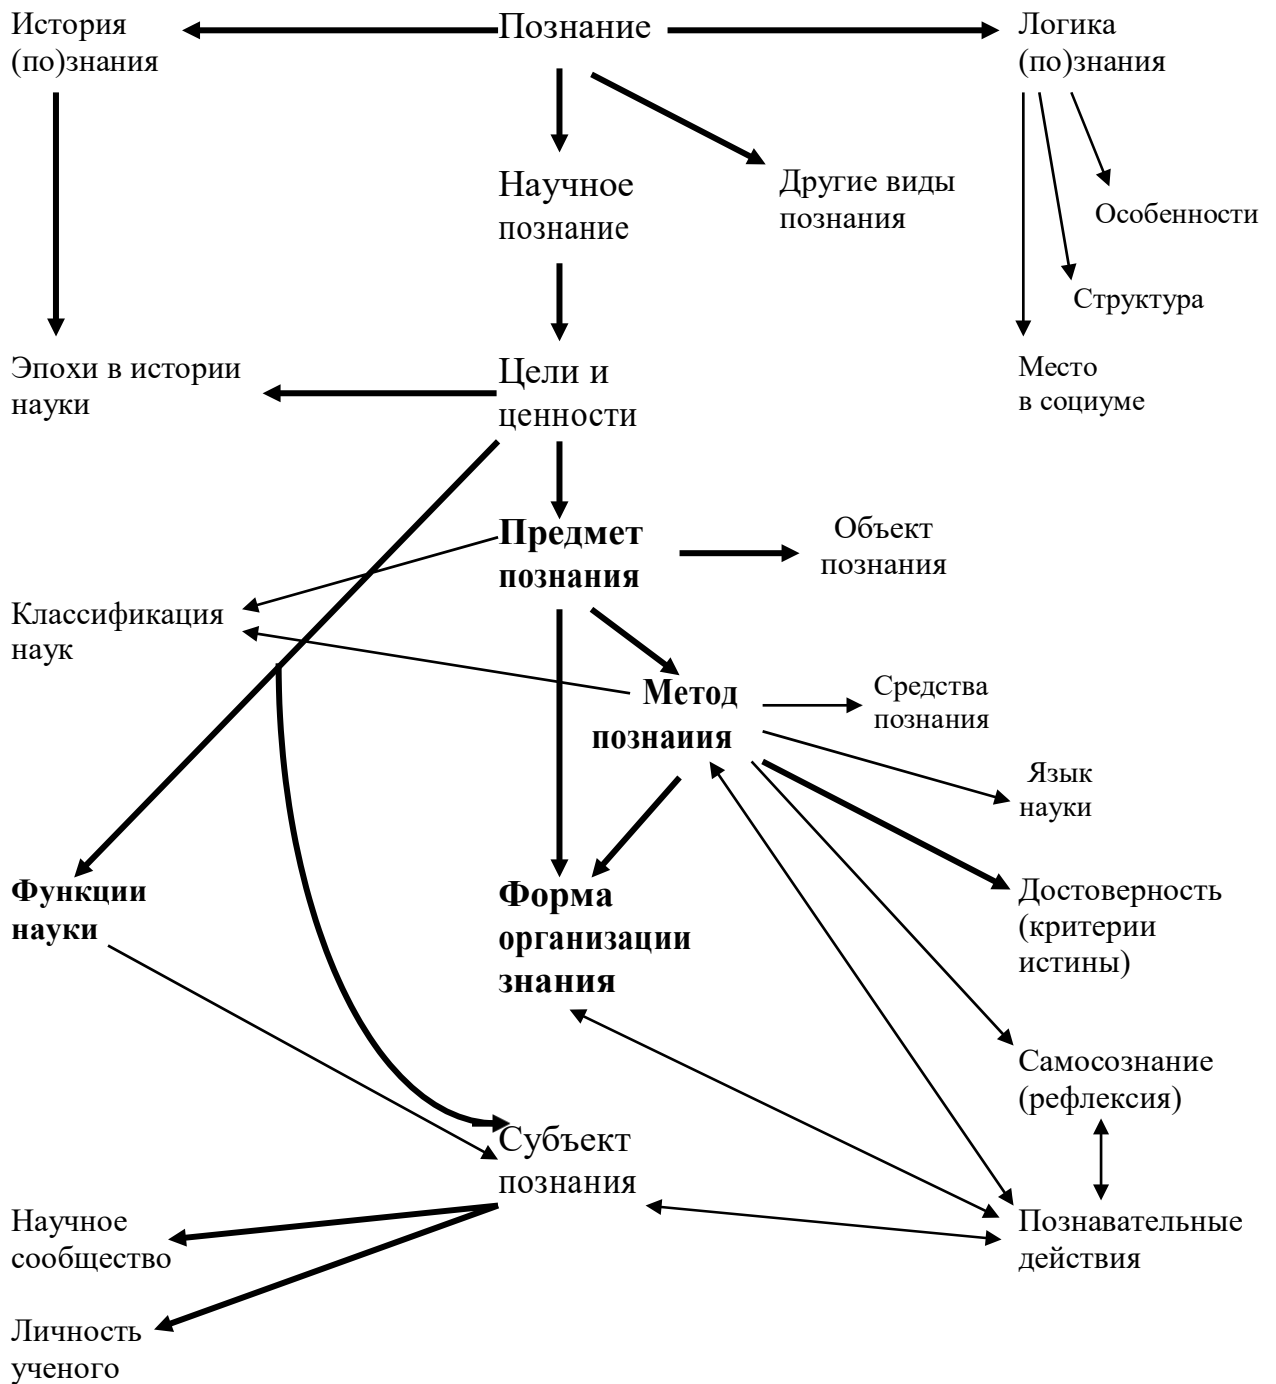 История
(по)знания
Познание
Логика
(по)знания
Научное
познание
Другие виды
познания
Особенности
Структура
Эпохи в истории
науки
Цели и
ценности
Место
в социуме
Предмет
познания
Объект
познания
Классификация
наук
Метод
познаиия
Средства
познания
Язык
науки
Функции
науки
Форма
организации
знания
Достоверность
(критерии
истины)
Самосознание
(рефлексия)
Субъект
познания
Научное
сообщество
Познавательные
действия
Личность
ученого